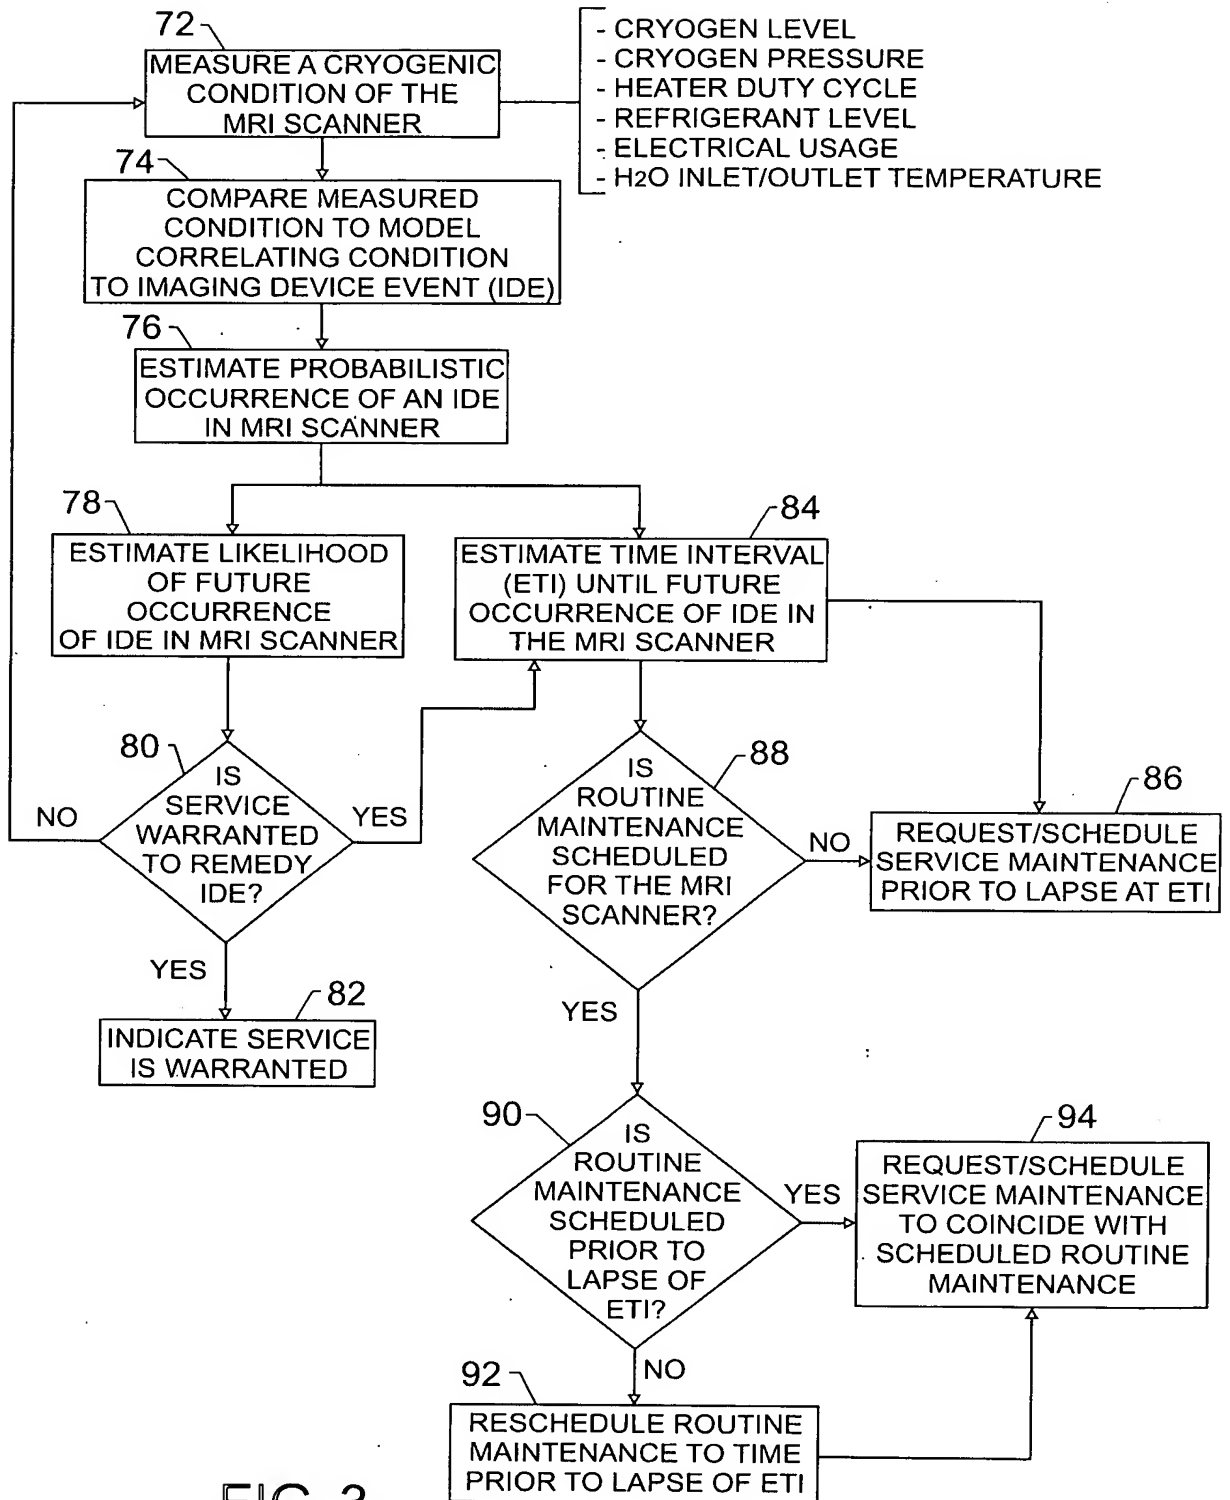 72
MEASURE A CRYOGENIC
CONDITION OF THE
MRI SCANNER
- CRYOGEN LEVEL
- CRYOGEN PRESSURE
- HEATER DUTY CYCLE
- REFRIGERANT LEVEL
- ELECTRICAL USAGE
- H2O INLET/OUTLET TEMPERATURE
74
COMPARE MEASURED
CONDITION TO MODEL
CORRELATING CONDITION
TO IMAGING DEVICE EVENT (IDE)
76
ESTIMATE PROBABILISTIC
OCCURRENCE OF AN IDE
IN MRI SCANNER
78
ESTIMATE LIKELIHOOD
OF FUTURE
OCCURRENCE
OF IDE IN MRI SCANNER
84
ESTIMATE TIME INTERVAL
(ETI) UNTIL FUTURE
OCCURRENCE OF IDE IN
THE MRI SCANNER
80
IS
SERVICE
WARRANTED
TO REMEDY
IDE?
NO
YES
YES
82
INDICATE SERVICE
IS WARRANTED
88
IS
ROUTINE
MAINTENANCE
SCHEDULED
FOR THE MRI
SCANNER?
NO
YES
86
REQUEST/SCHEDULE
SERVICE MAINTENANCE
PRIOR TO LAPSE AT ETI
90
IS
ROUTINE
MAINTENANCE
SCHEDULED
PRIOR TO
LAPSE OF
ETI?
YES
NO
94
REQUEST/SCHEDULE
SERVICE MAINTENANCE
TO COINCIDE WITH
SCHEDULED ROUTINE
MAINTENANCE
92
RESCHEDULE ROUTINE
MAINTENANCE TO TIME
PRIOR TO LAPSE OF ETI
FIG. 3